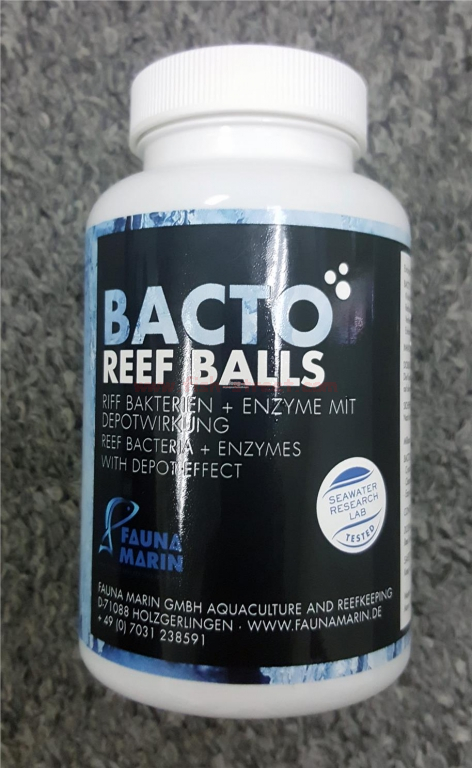 BACTO
REEF BALLS
RIFF BAKTERIEN + ENZYME MIT
DEPOTWIRKUNG
REEF BACTERIA + ENZYMES
WITH DEPOT EFFECT
SEAWATER
RESEARCH
LAB
TESTED
FAUNA
MARIN
FAUNA MARIN GMBH AQUACULTURE AND REEFKEEPING
D-71088 HOLZGERLINGEN · WWW.FAUNAMARIN.DE
+ 49 (0) 7031 238591